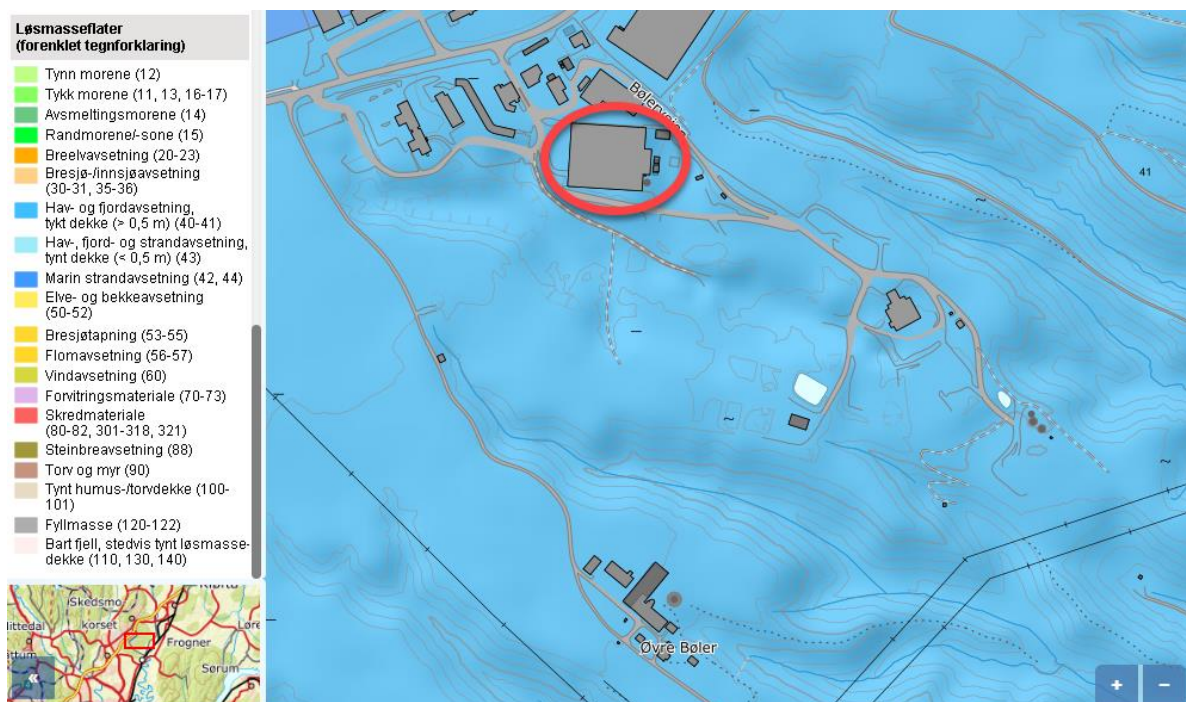 Løsmasseflater
(forenklet tegnforklaring)
Tynn morene (12)
Tykk morene (11, 13, 16-17)
Avsmeltingsmorene (14)
Randmorene/-sone (15)
Breelvavsetning (20-23)
Bresjø-/innsjøavsetning
(30-31, 35-36)
Hav- og fjordavsetning,
tykt dekke (> 0,5 m) (40-41)
Hav-, fjord- og strandavsetning,
tynt dekke (< 0,5 m) (43)
Marin strandavsetning (42, 44)
Elve- og bekkeavsetning
(50-52)
Bresjøtapning (53-55)
Flomavsetning (56-57)
Vindavsetning (60)
Forvitringsmateriale (70-73)
Skredmateriale
(80-82, 301-318, 321)
Steinbreavsetning (88)
Torv og myr (90)
Tynt humus-/torvdekke (100-
101)
Fyllmasse (120-122)
Bart fjell, stedvis tynt løsmasse-
dekke (110, 130, 140)
Skedsmo
korset
Frogner
Sørum
«
41
Øvre Bøler
+ −